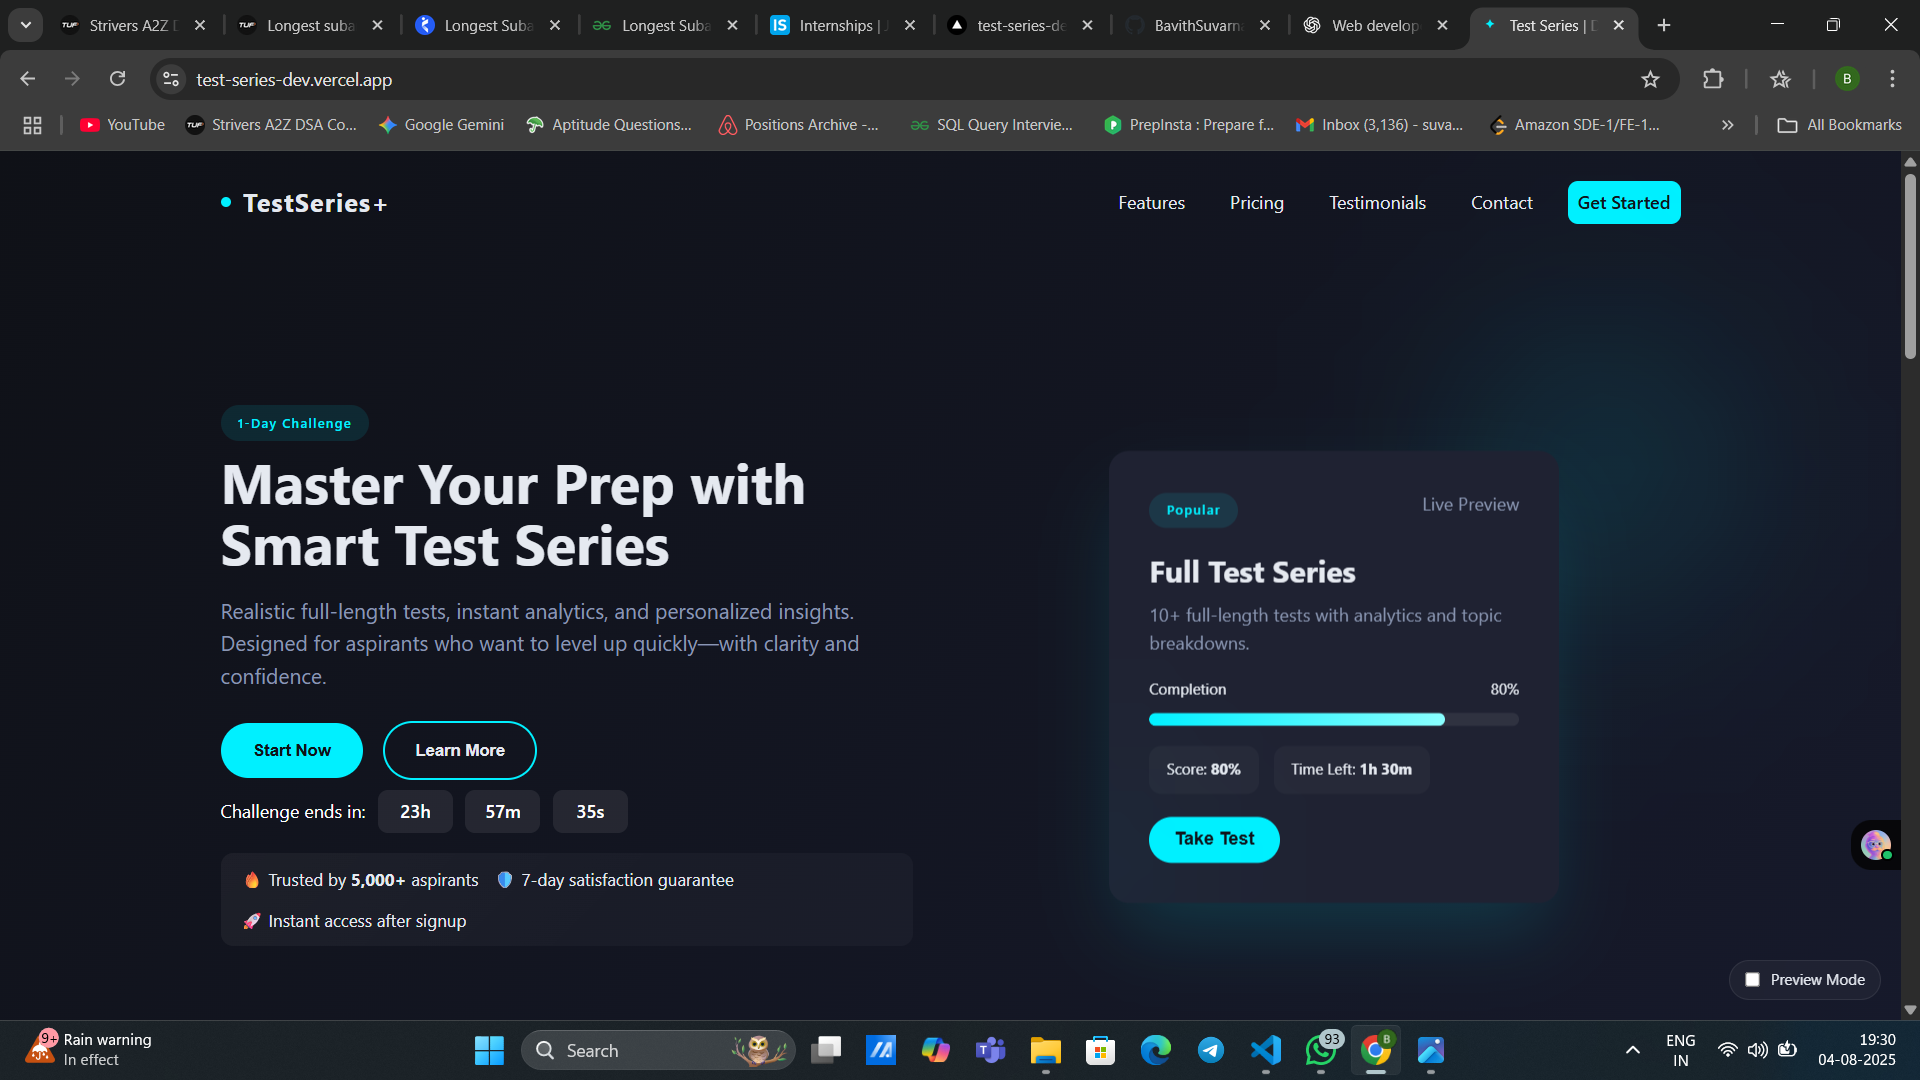 Strivers A2Z D
Longest suba
Longest Suba
Longest Suba
Internships | J
test-series-de
BavithSuvarn
Web develop
Test Series | D
test-series-dev.vercel.app
B
YouTube
Strivers A2Z DSA Co...
Google Gemini
Aptitude Questions...
Positions Archive -...
SQL Query Intervie...
PrepInsta : Prepare f...
Inbox (3,136) - suva...
Amazon SDE-1/FE-1...
All Bookmarks
TestSeries+
Features
Pricing
Testimonials
Contact
Get Started
1-Day Challenge
Master Your Prep with
Smart Test Series
Realistic full-length tests, instant analytics, and personalized insights.
Designed for aspirants who want to level up quickly—with clarity and
confidence.
Start Now
Learn More
Challenge ends in: 23h 57m 35s
🔥 Trusted by 5,000+ aspirants 🛡️ 7-day satisfaction guarantee
🚀 Instant access after signup
Popular
Live Preview
Full Test Series
10+ full-length tests with analytics and topic
breakdowns.
Completion 80%
Score: 80%
Time Left: 1h 30m
Take Test
Preview Mode
9+
Rain warning
In effect
Search
93
B
ENG
IN
19:30
04-08-2025